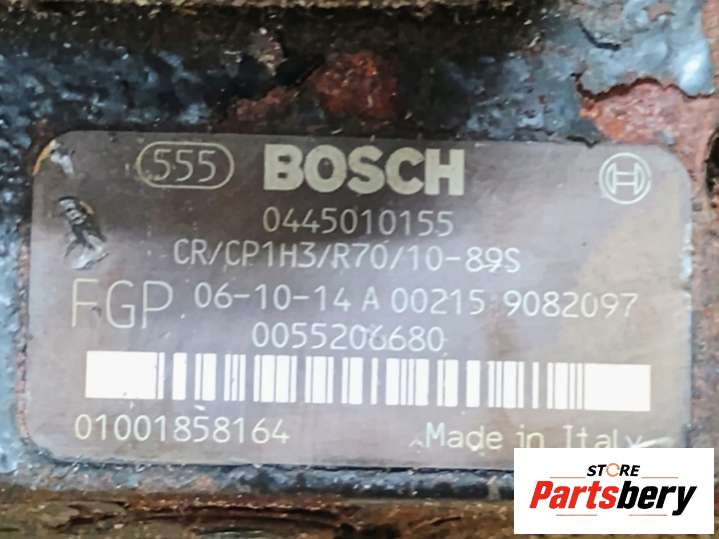 555 BOSCH
0445010155
CR/CP1H3/R70/10-89S
FGP 06-10-14 A 00215 9082097
0055206680
01001858164 Made in Italy
STORE
Partsbery